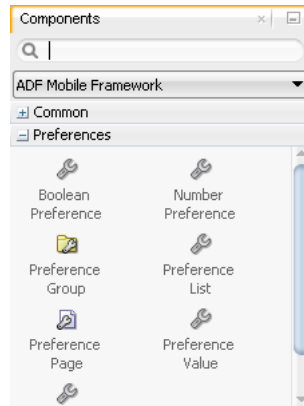 Components
ADF Mobile Framework
Common
Preferences
Boolean Number
Preference Preference
Preference Preference
Group List
Preference Preference
Page Value